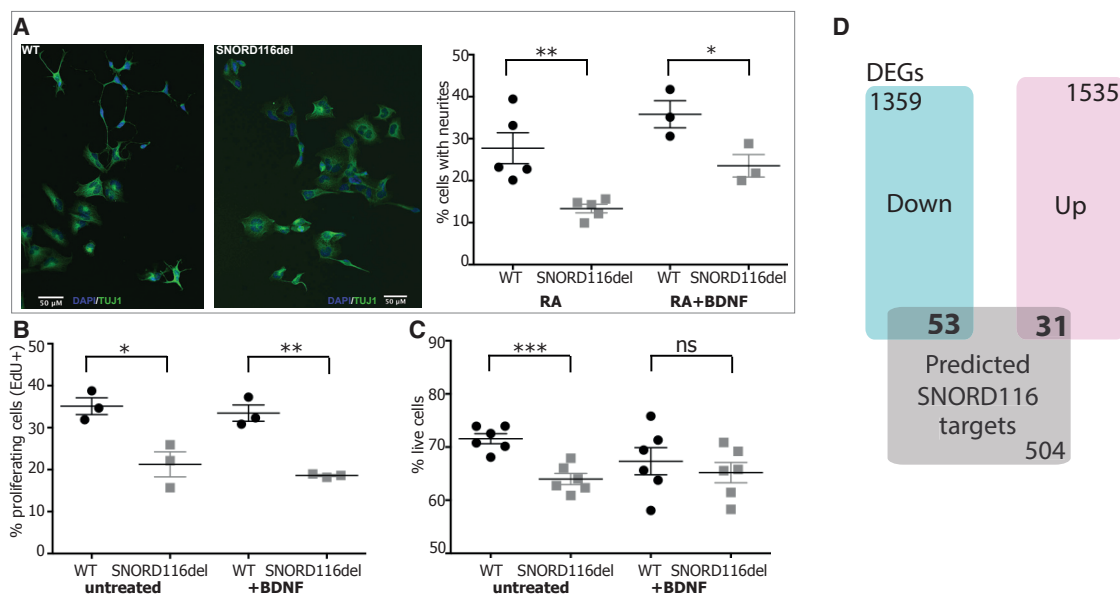 A
WT
SNORD116del
50 µM
DAPI/TUJ1
DAPI/TUJ1
50 µM
% cells with neurites
50
40
30
20
10
0
**
*
WT
SNORD116del
WT
SNORD116del
RA
RA+BDNF
B
% proliferating cells (EdU+)
50
40
30
20
10
0
*
**
WT
SNORD116del
WT
SNORD116del
untreated
+BDNF
C
% live cells
90
80
70
60
50
***
ns
WT
SNORD116del
WT
SNORD116del
untreated
+BDNF
D
DEGs
1359
1535
Down
Up
53
31
Predicted
SNORD116
targets
504